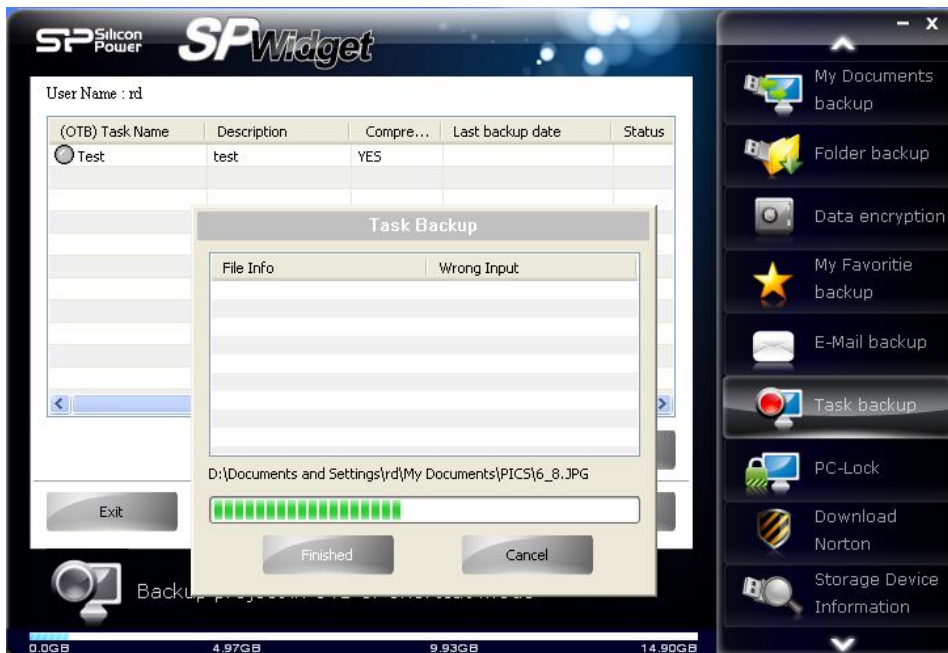 SP Silicon Power
SPWidget
User Name : rd
(OTB) Task Name Description Compre... Last backup date Status
Test test YES
Task Backup
File Info Wrong Input
D:\Documents and Settings\rd\My Documents\PICS\6_8.JPG
Finished Cancel
Exit
0.0GB 4.97GB 9.93GB 14.90GB
My Documents
backup
Folder backup
Data encryption
My Favoritie
backup
E-Mail backup
Task backup
PC-Lock
Download
Norton
Storage Device
Information